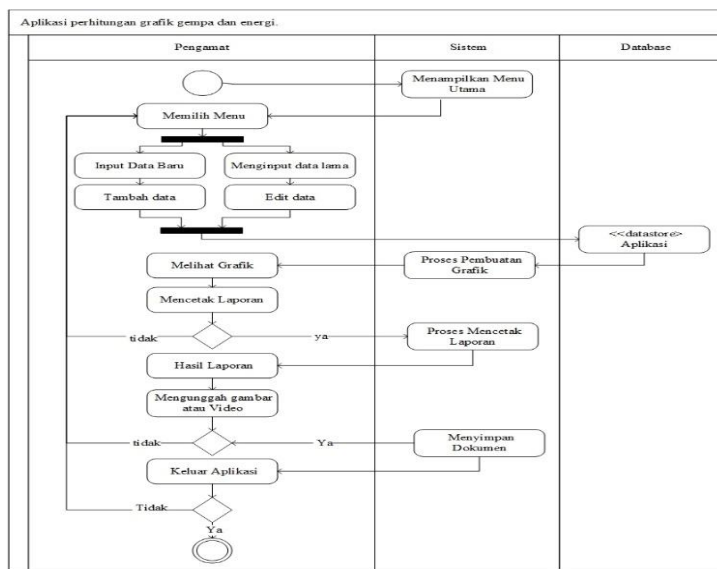 Aplikasi perhitungan grafik gempa dan energi.
Pengamat
Sistem
Database
Menampilkan Menu
Utama
Memilih Menu
Input Data Baru
Menginput data lama
Tambah data
Edit data
<<datastore>
Aplikasi
Melihat Grafik
Proses Pembuatan
Grafik
Mencetak Laporan
tidak
ya
Proses Mencetak
Laporan
Hasil Laporan
Mengunggah gambar
atau Video
tidak
Ya
Menyimpan
Dokumen
Keluar Aplikasi
Tidak
Ya